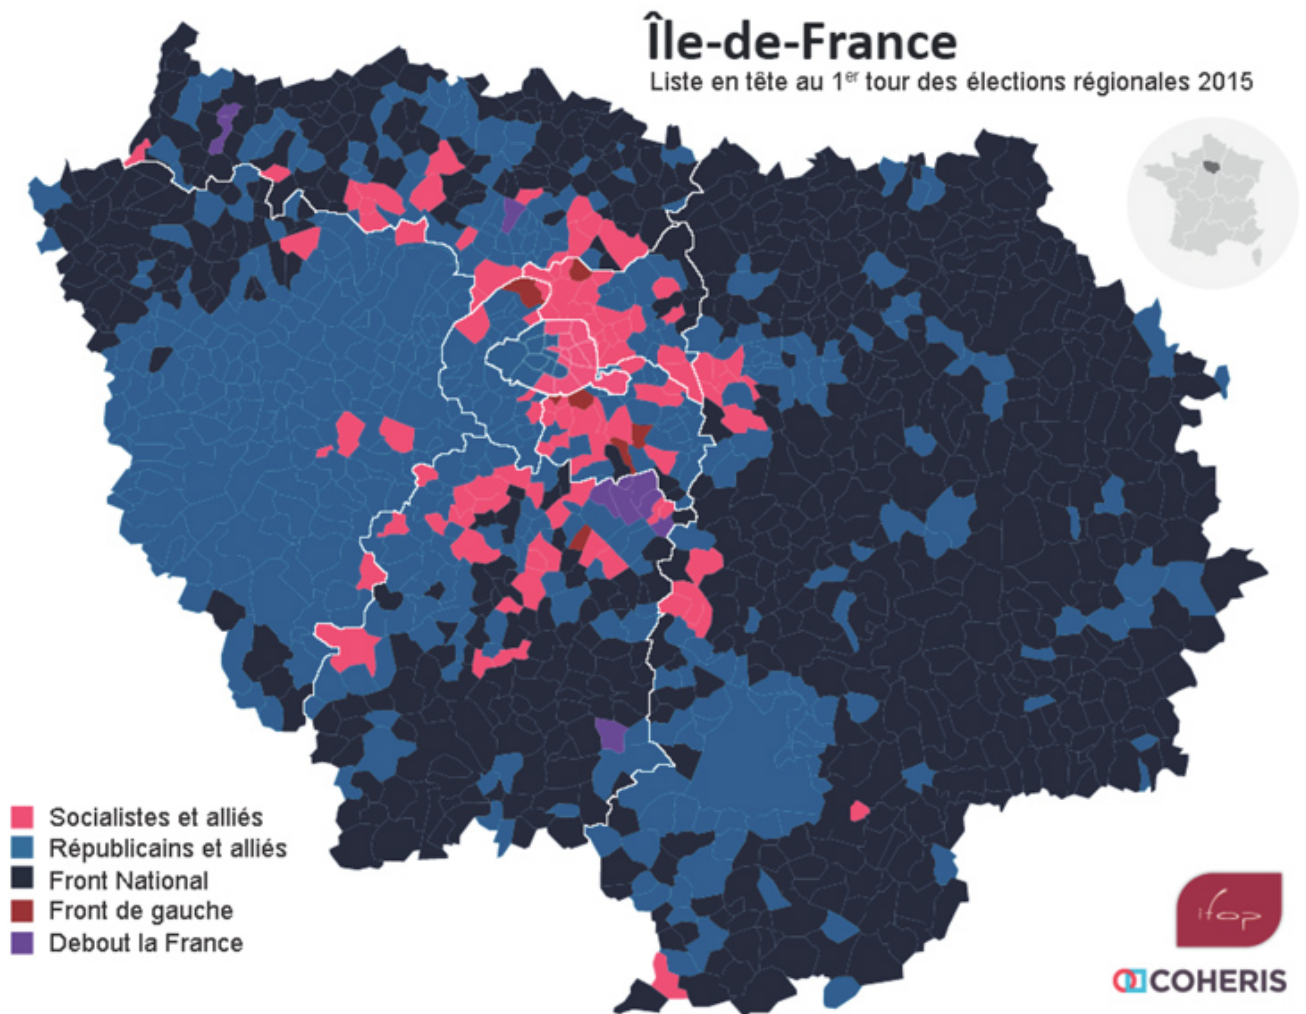 Île-de-France
Liste en tête au 1er tour des élections régionales 2015
Socialistes et alliés
Républicains et alliés
Front National
Front de gauche
Debout la France
ifop
COHERIS